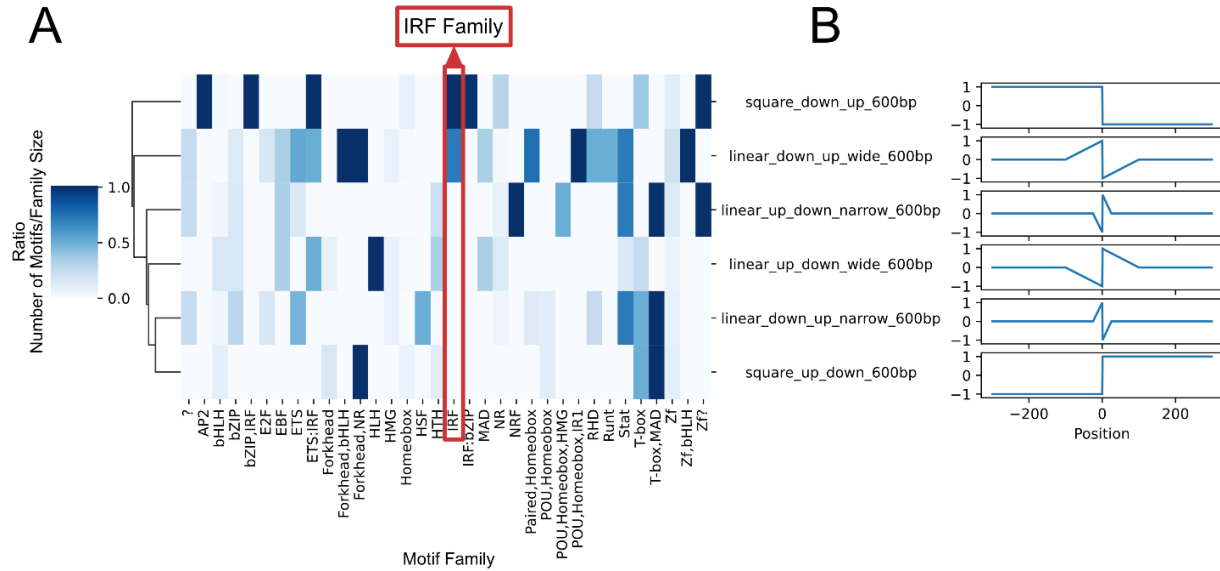 A
B
IRF Family
Ratio
Number of Motifs/Family Size
1.0
0.5
0.0
square_down_up_600bp
linear_down_up_wide_600bp
linear_up_down_narrow_600bp
linear_up_down_wide_600bp
linear_down_up_narrow_600bp
square_up_down_600bp
?
AP2
bHLH
bZIP
bZIP,IRF
E2F
EBF
ETS
ETS:IRF
Forkhead
Forkhead,bHLH
Forkhead,NR
HLH
HMG
Homeobox
HSF
HTH
IRF
IRF:bZIP
MAD
NR
NRF
Paired,Homeobox
POU,Homeobox
POU,Homeobox,HMG
POU,Homeobox,IR1
RHD
Runt
Stat
T-box
T-box,MAD
Zf
Zf,bHLH
Zf?
Motif Family
1
0
−1
1
0
−1
1
0
−1
1
0
−1
1
0
−1
1
0
−1
−200 0 200
Position